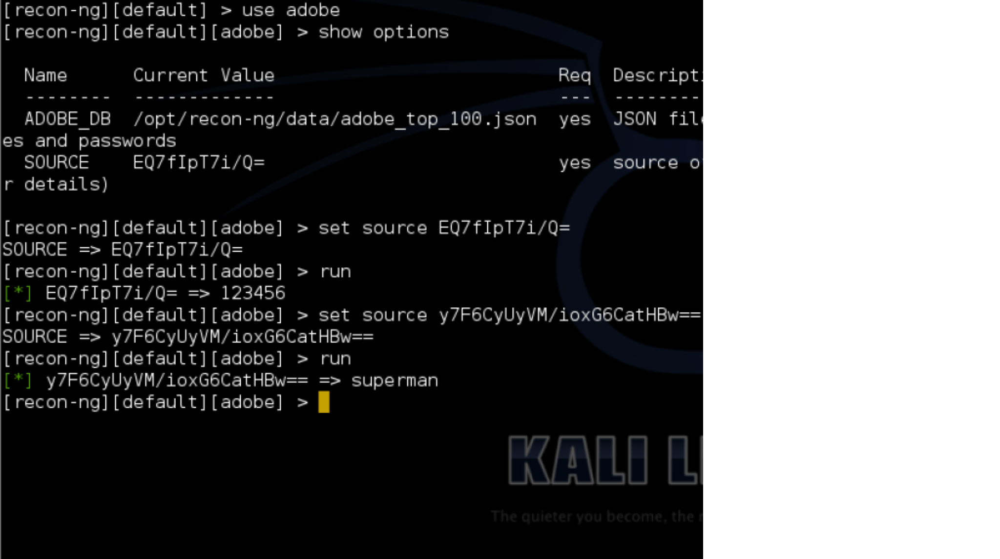 [recon-ng][default] > use adobe
[recon-ng][default][adobe] > show options
Name Current Value Req Descripti
-------- ------------- --- --------
ADOBE_DB /opt/recon-ng/data/adobe_top_100.json yes JSON file
es and passwords
SOURCE EQ7fIpT7i/Q= yes source o
r details)
[recon-ng][default][adobe] > set source EQ7fIpT7i/Q=
SOURCE => EQ7fIpT7i/Q=
[recon-ng][default][adobe] > run
[*] EQ7fIpT7i/Q= => 123456
[recon-ng][default][adobe] > set source y7F6CyUyVM/ioxG6CatHBw==
SOURCE => y7F6CyUyVM/ioxG6CatHBw==
[recon-ng][default][adobe] > run
[*] y7F6CyUyVM/ioxG6CatHBw== => superman
[recon-ng][default][adobe] >
KALI LI
The quieter you become, the